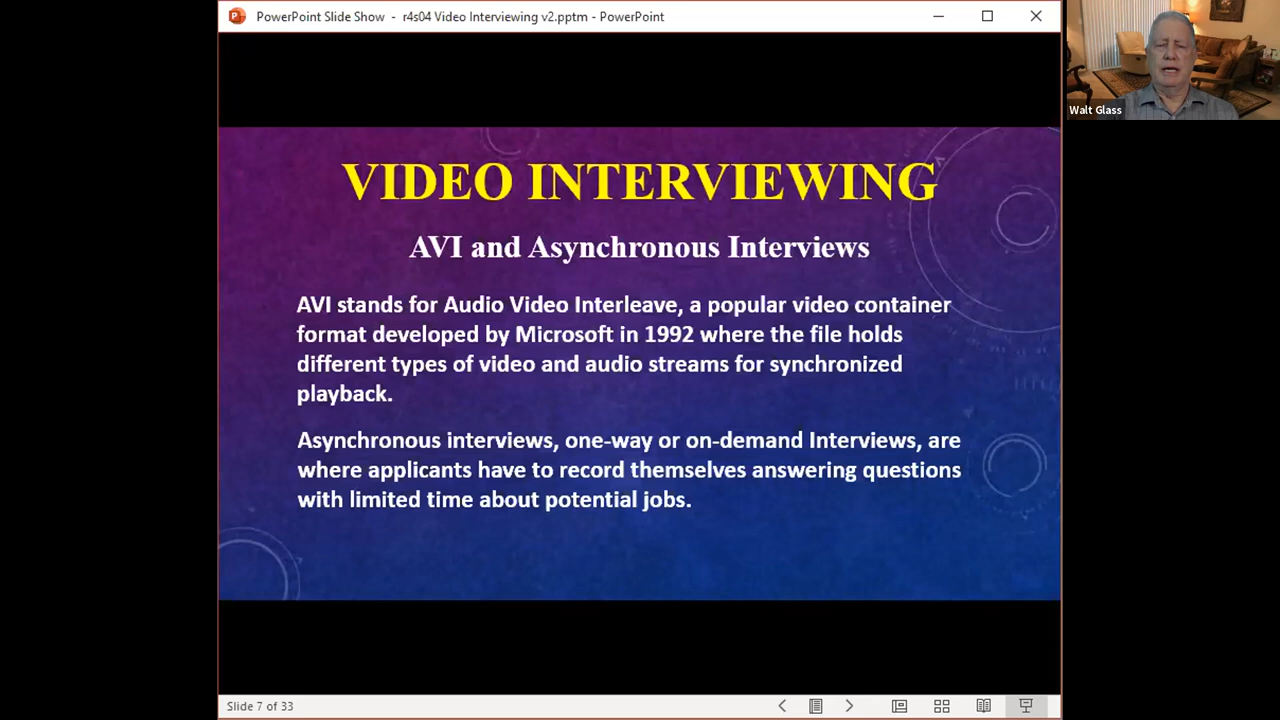 PowerPoint Slide Show - r4s04 Video Interviewing v2.pptm - PowerPoint
Walt Glass
VIDEO INTERVIEWING
AVI and Asynchronous Interviews
AVI stands for Audio Video Interleave, a popular video container
format developed by Microsoft in 1992 where the file holds
different types of video and audio streams for synchronized
playback.
Asynchronous interviews, one-way or on-demand Interviews, are
where applicants have to record themselves answering questions
with limited time about potential jobs.
Slide 7 of 33